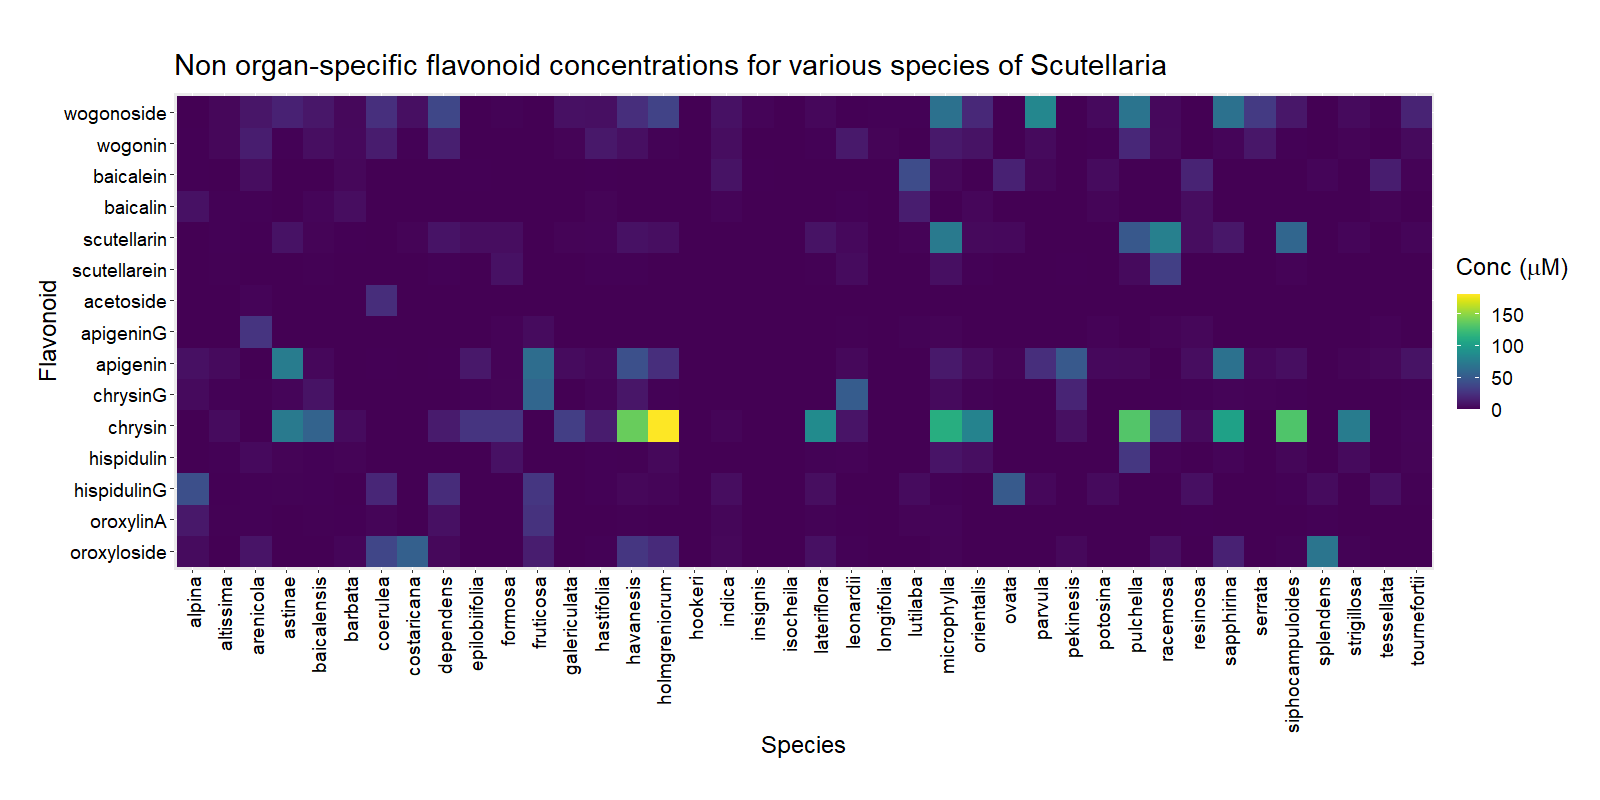 Non organ-specific flavonoid concentrations for various species of Scutellaria
wogonoside
wogonin
baicalein
baicalin
scutellarin
scutellarein
acetoside
apigeninG
apigenin
chrysinG
chrysin
hispidulin
hispidulinG
oroxylinA
oroxyloside
Flavonoid
alpina
altissima
arenicola
astinae
baicalensis
barbata
coerulea
costaricana
dependens
epilobiifolia
formosa
fruticosa
galericulata
hastifolia
havanesis
holmgreniorum
hookeri
indica
insignis
isocheila
lateriflora
leonardii
longifolia
lutilaba
microphylla
orientalis
ovata
parvula
pekinesis
potosina
pulchella
racemosa
resinosa
sapphirina
serrata
siphocampuloides
splendens
strigillosa
tessellata
tournefortii
Species
Conc (μM)
150
100
50
0